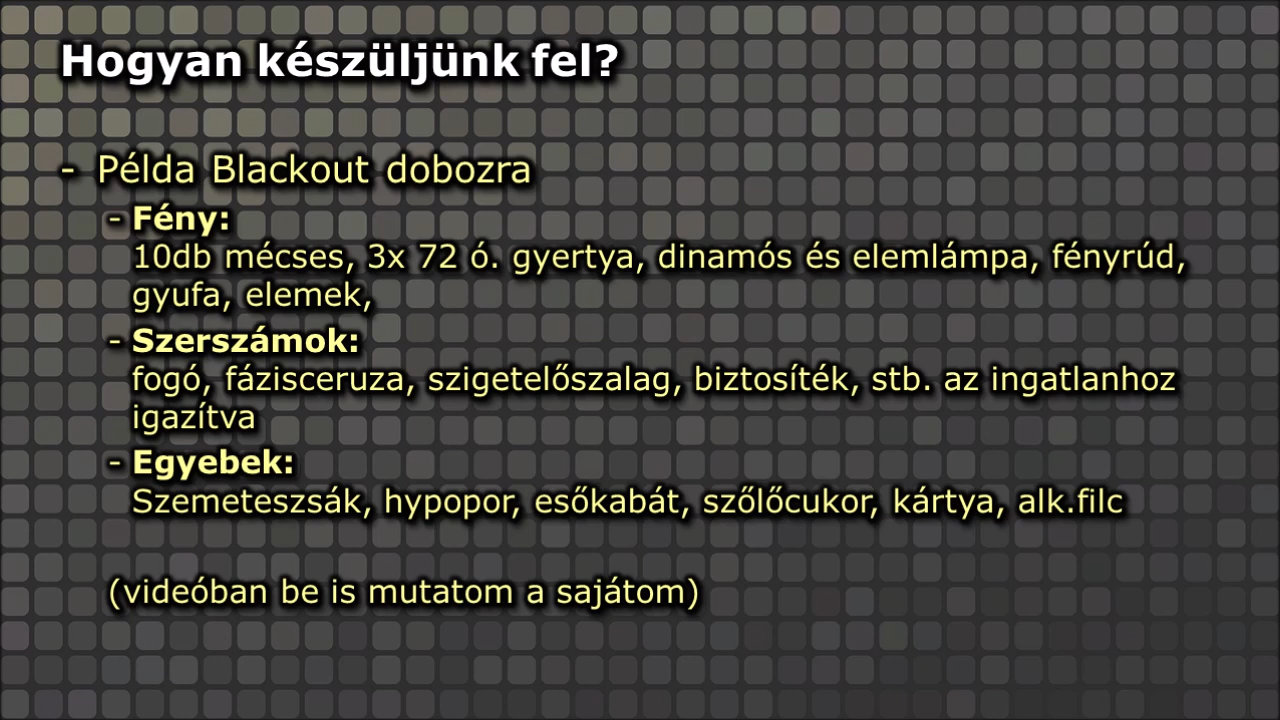 Hogyan készüljünk fel?
- Példa Blackout dobozra
- Fény:
10db mécses, 3x 72 ó. gyertya, dinamós és elemlámpa, fényrúd,
gyufa, elemek,
- Szerszámok:
fogó, fázisceruza, szigetelőszalag, biztosíték, stb. az ingatlanhoz
igazítva
- Egyebek:
Szemeteszsák, hypopor, esőkabát, szőlőcukor, kártya, alk.filc
(videóban be is mutatom a sajátom)